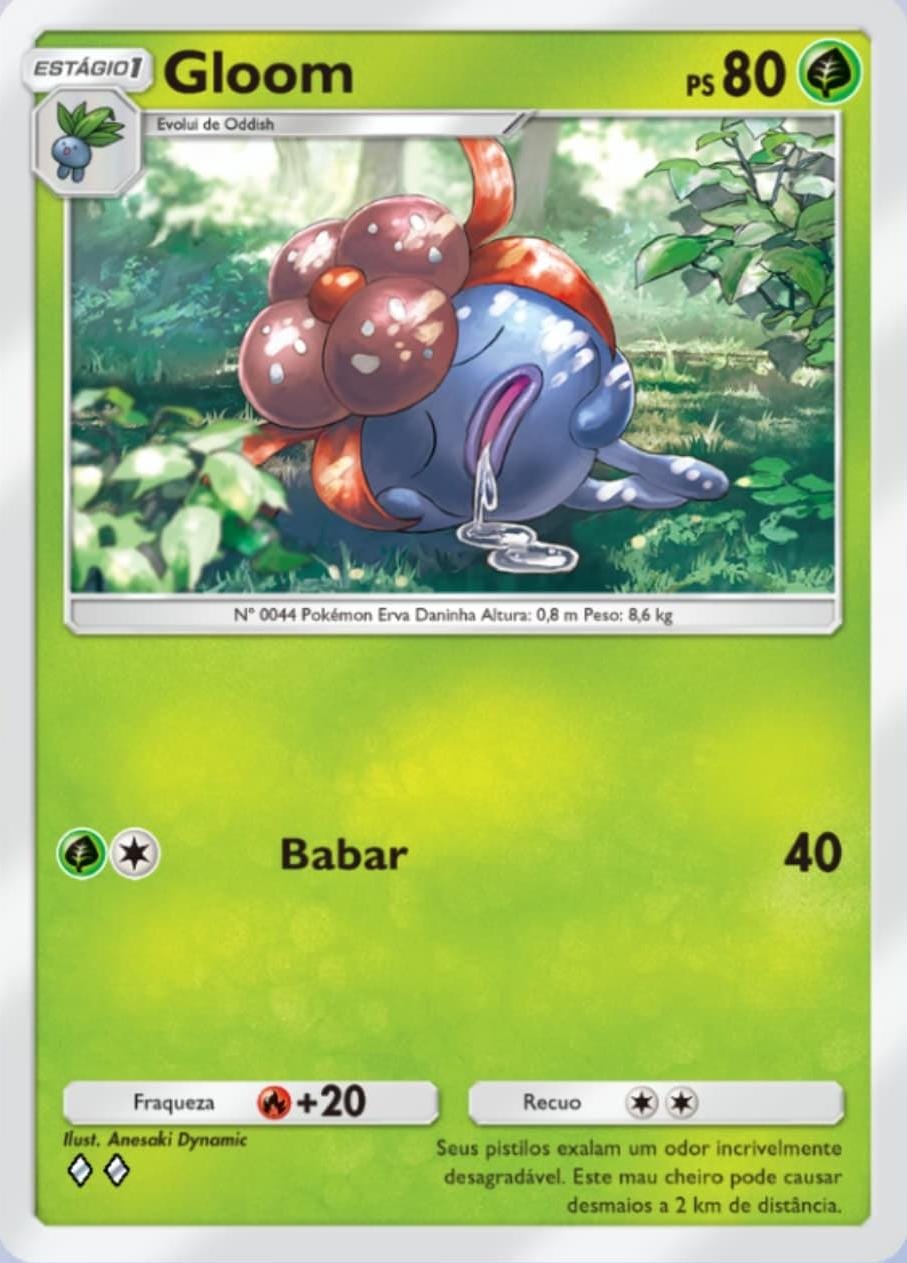 ESTÁGIO1
Gloom
PS 80
Evolui de Oddish
Nº 0044 Pokémon Erva Daninha Altura: 0,8 m Peso: 8,6 kg
Babar 40
Fraqueza +20
Recuo
Ilust. Anesaki Dynamic
Seus pistilos exalam um odor incrivelmente
desagradável. Este mau cheiro pode causar
desmaios a 2 km de distância.